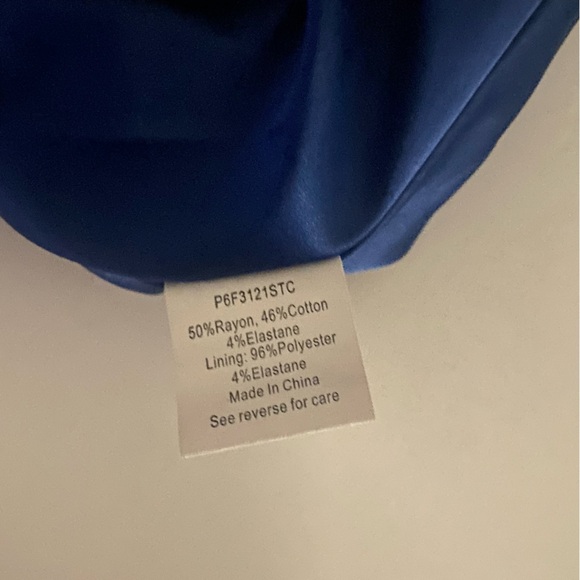 P6F3121STC
50%Rayon, 46%Cotton
4%Elastane
Lining: 96%Polyester
4%Elastane
Made In China
See reverse for care